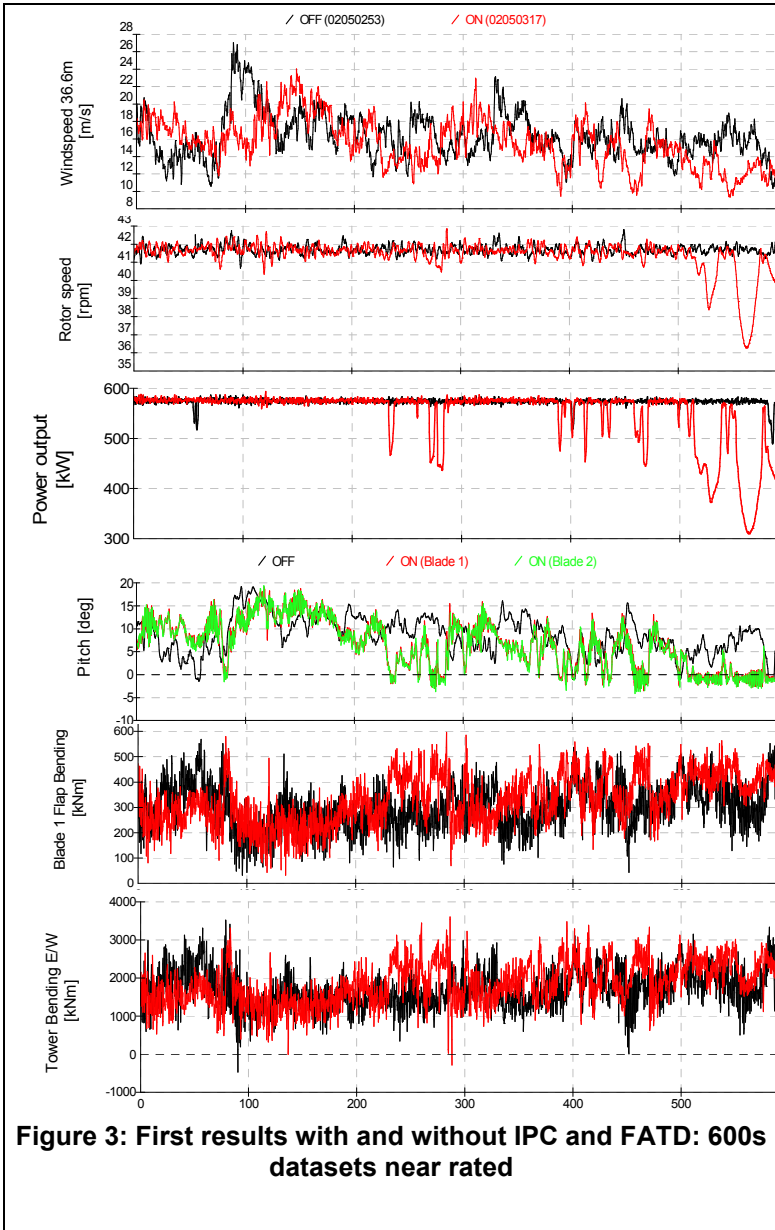 OFF (02050253) ON (02050317)
28
26
24
22
20
18
16
14
12
10
8
Windspeed 36.6m
[m/s]
43
42
41
40
39
38
37
36
35
Rotor speed
[rpm]
600
500
400
300
Power output
[kW]
OFF ON (Blade 1) ON (Blade 2)
20
15
10
5
0
-5
-10
Pitch [deg]
600
500
400
300
200
100
0
Blade 1 Flap Bending
[kNm]
4000
3000
2000
1000
0
-1000
Tower Bending E/W
[kNm]
0 100 200 300 400 500
Figure 3: First results with and without IPC and FATD: 600s
datasets near rated